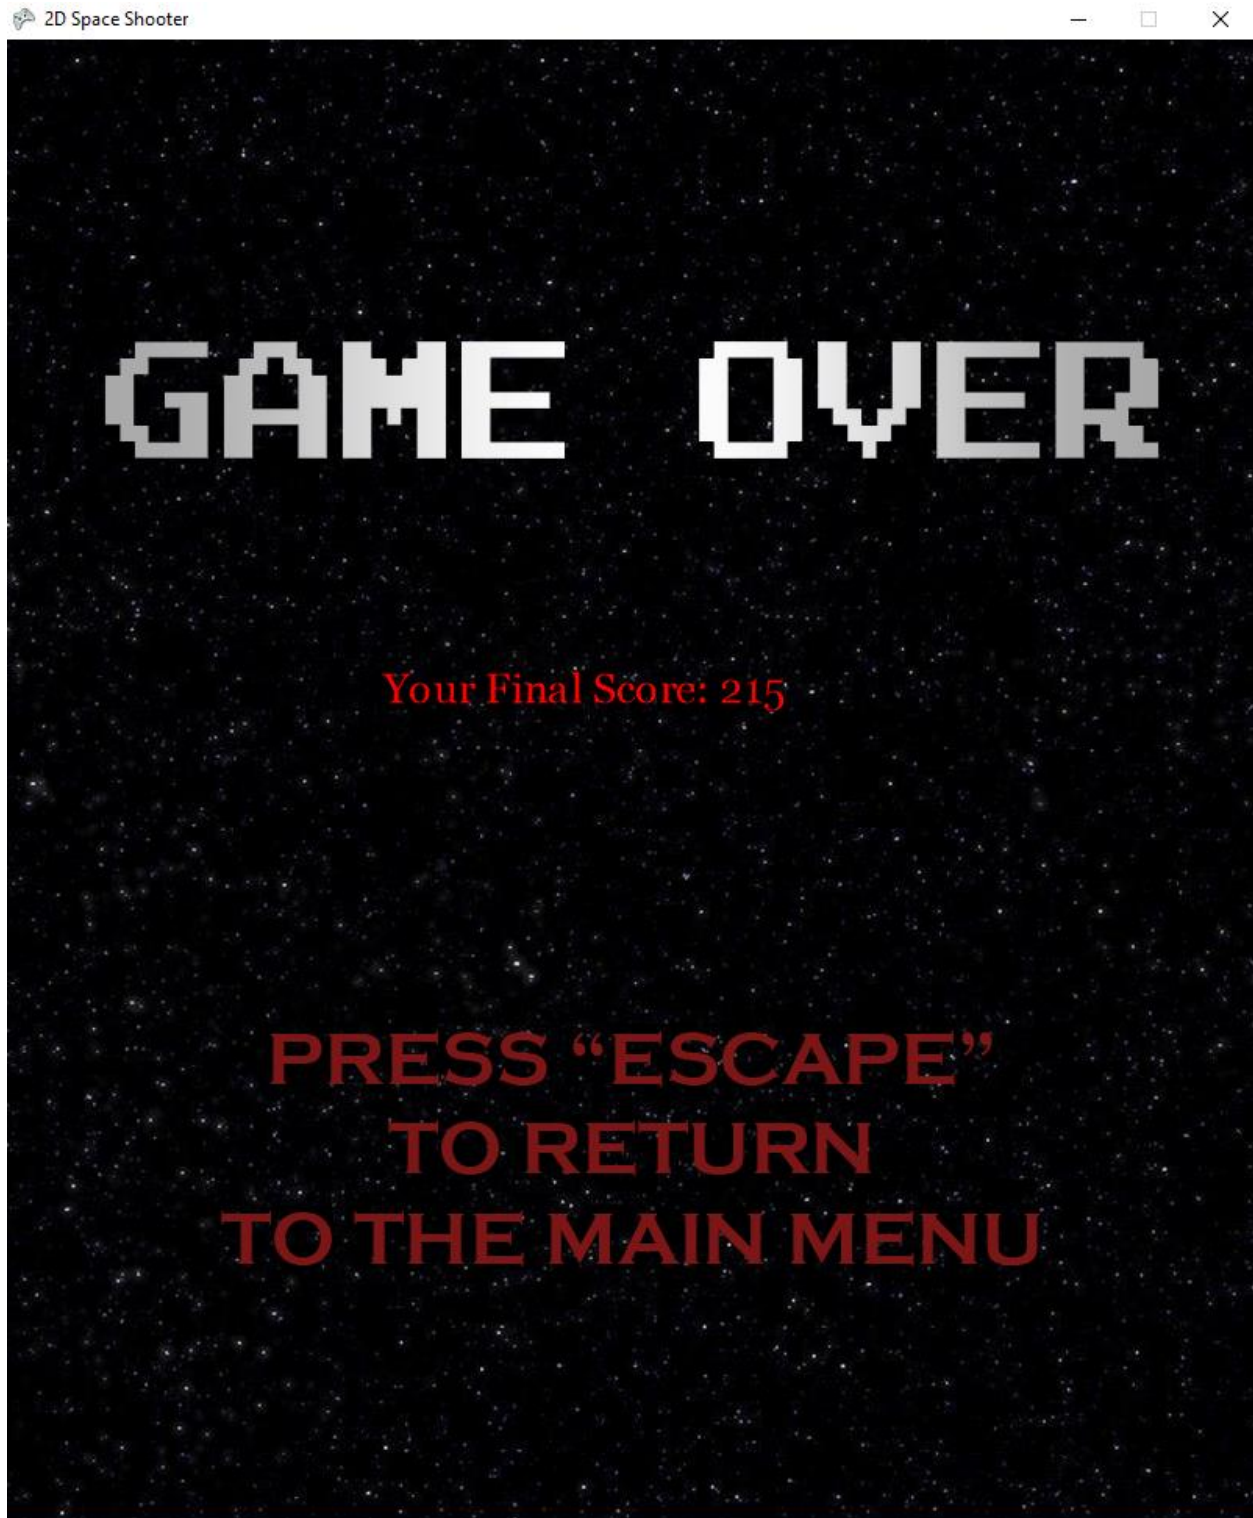 2D Space Shooter
GAME OVER
Your Final Score: 215
PRESS “ESCAPE”
TO RETURN
TO THE MAIN MENU